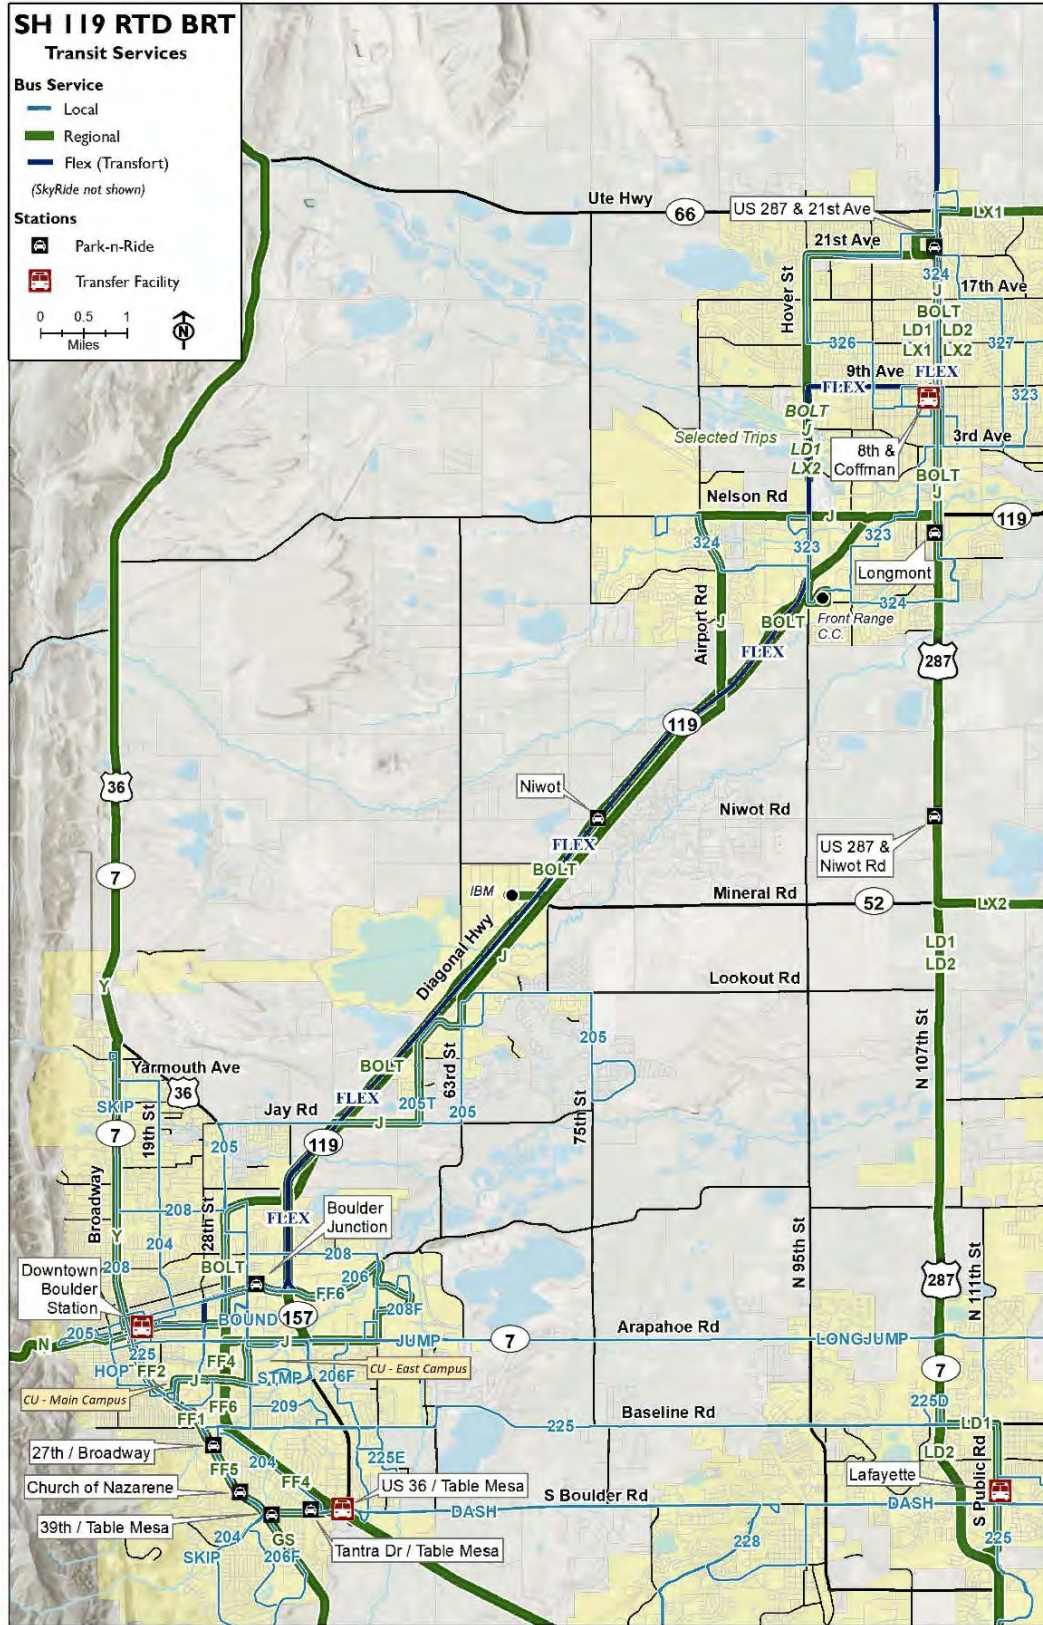 SH 119 RTD BRT
Transit Services
Bus Service
Local
Regional
Flex (Transfort)
(SkyRide not shown)
Stations
Park-n-Ride
Transfer Facility
0 0.5 1
Miles
N
Ute Hwy
66
US 287 & 21st Ave
LX1
21st Ave
324
J
17th Ave
Hover St
BOLT
LD1 LD2
LX1 LX2
326
327
9th Ave
FLEX
FLEX
323
BOLT
J
LD1
LX2
Selected Trips
3rd Ave
8th &
Coffman
BOLT
J
Nelson Rd
J
119
324
323
323
Longmont
324
BOLT
Front Range
C.C.
Airport Rd
J
FLEX
287
119
36
Niwot
Niwot Rd
FLEX
US 287 &
Niwot Rd
BOLT
7
IBM
Mineral Rd
52
LX2
Diagonal Hwy
J
LD1
LD2
Lookout Rd
Y
205
N 107th St
63rd St
BOLT
Yarmouth Ave
36
SKIP
19th St
FLEX
205T
205
75th St
Jay Rd
J
7
205
119
Broadway
28th St
208
204
Y
FLEX
Boulder
Junction
N 95th St
N 111th St
208
208
206
BOLT
Downtown
Boulder
Station
FF6
287
208F
157
205
BOUND
Arapahoe Rd
N
225
J
JUMP
7
LONGJUMP
HOP
FF2
FF4
CU - East Campus
7
J
STMP
206F
CU - Main Campus
225D
FF6
209
FF1
Baseline Rd
225
LD1
27th / Broadway
204
225E
LD2
S Public Rd
FF5
FF4
Lafayette
Church of Nazarene
US 36 / Table Mesa
S Boulder Rd
DASH
DASH
39th / Table Mesa
204
GS
Tantra Dr / Table Mesa
228
225
SKIP
206F